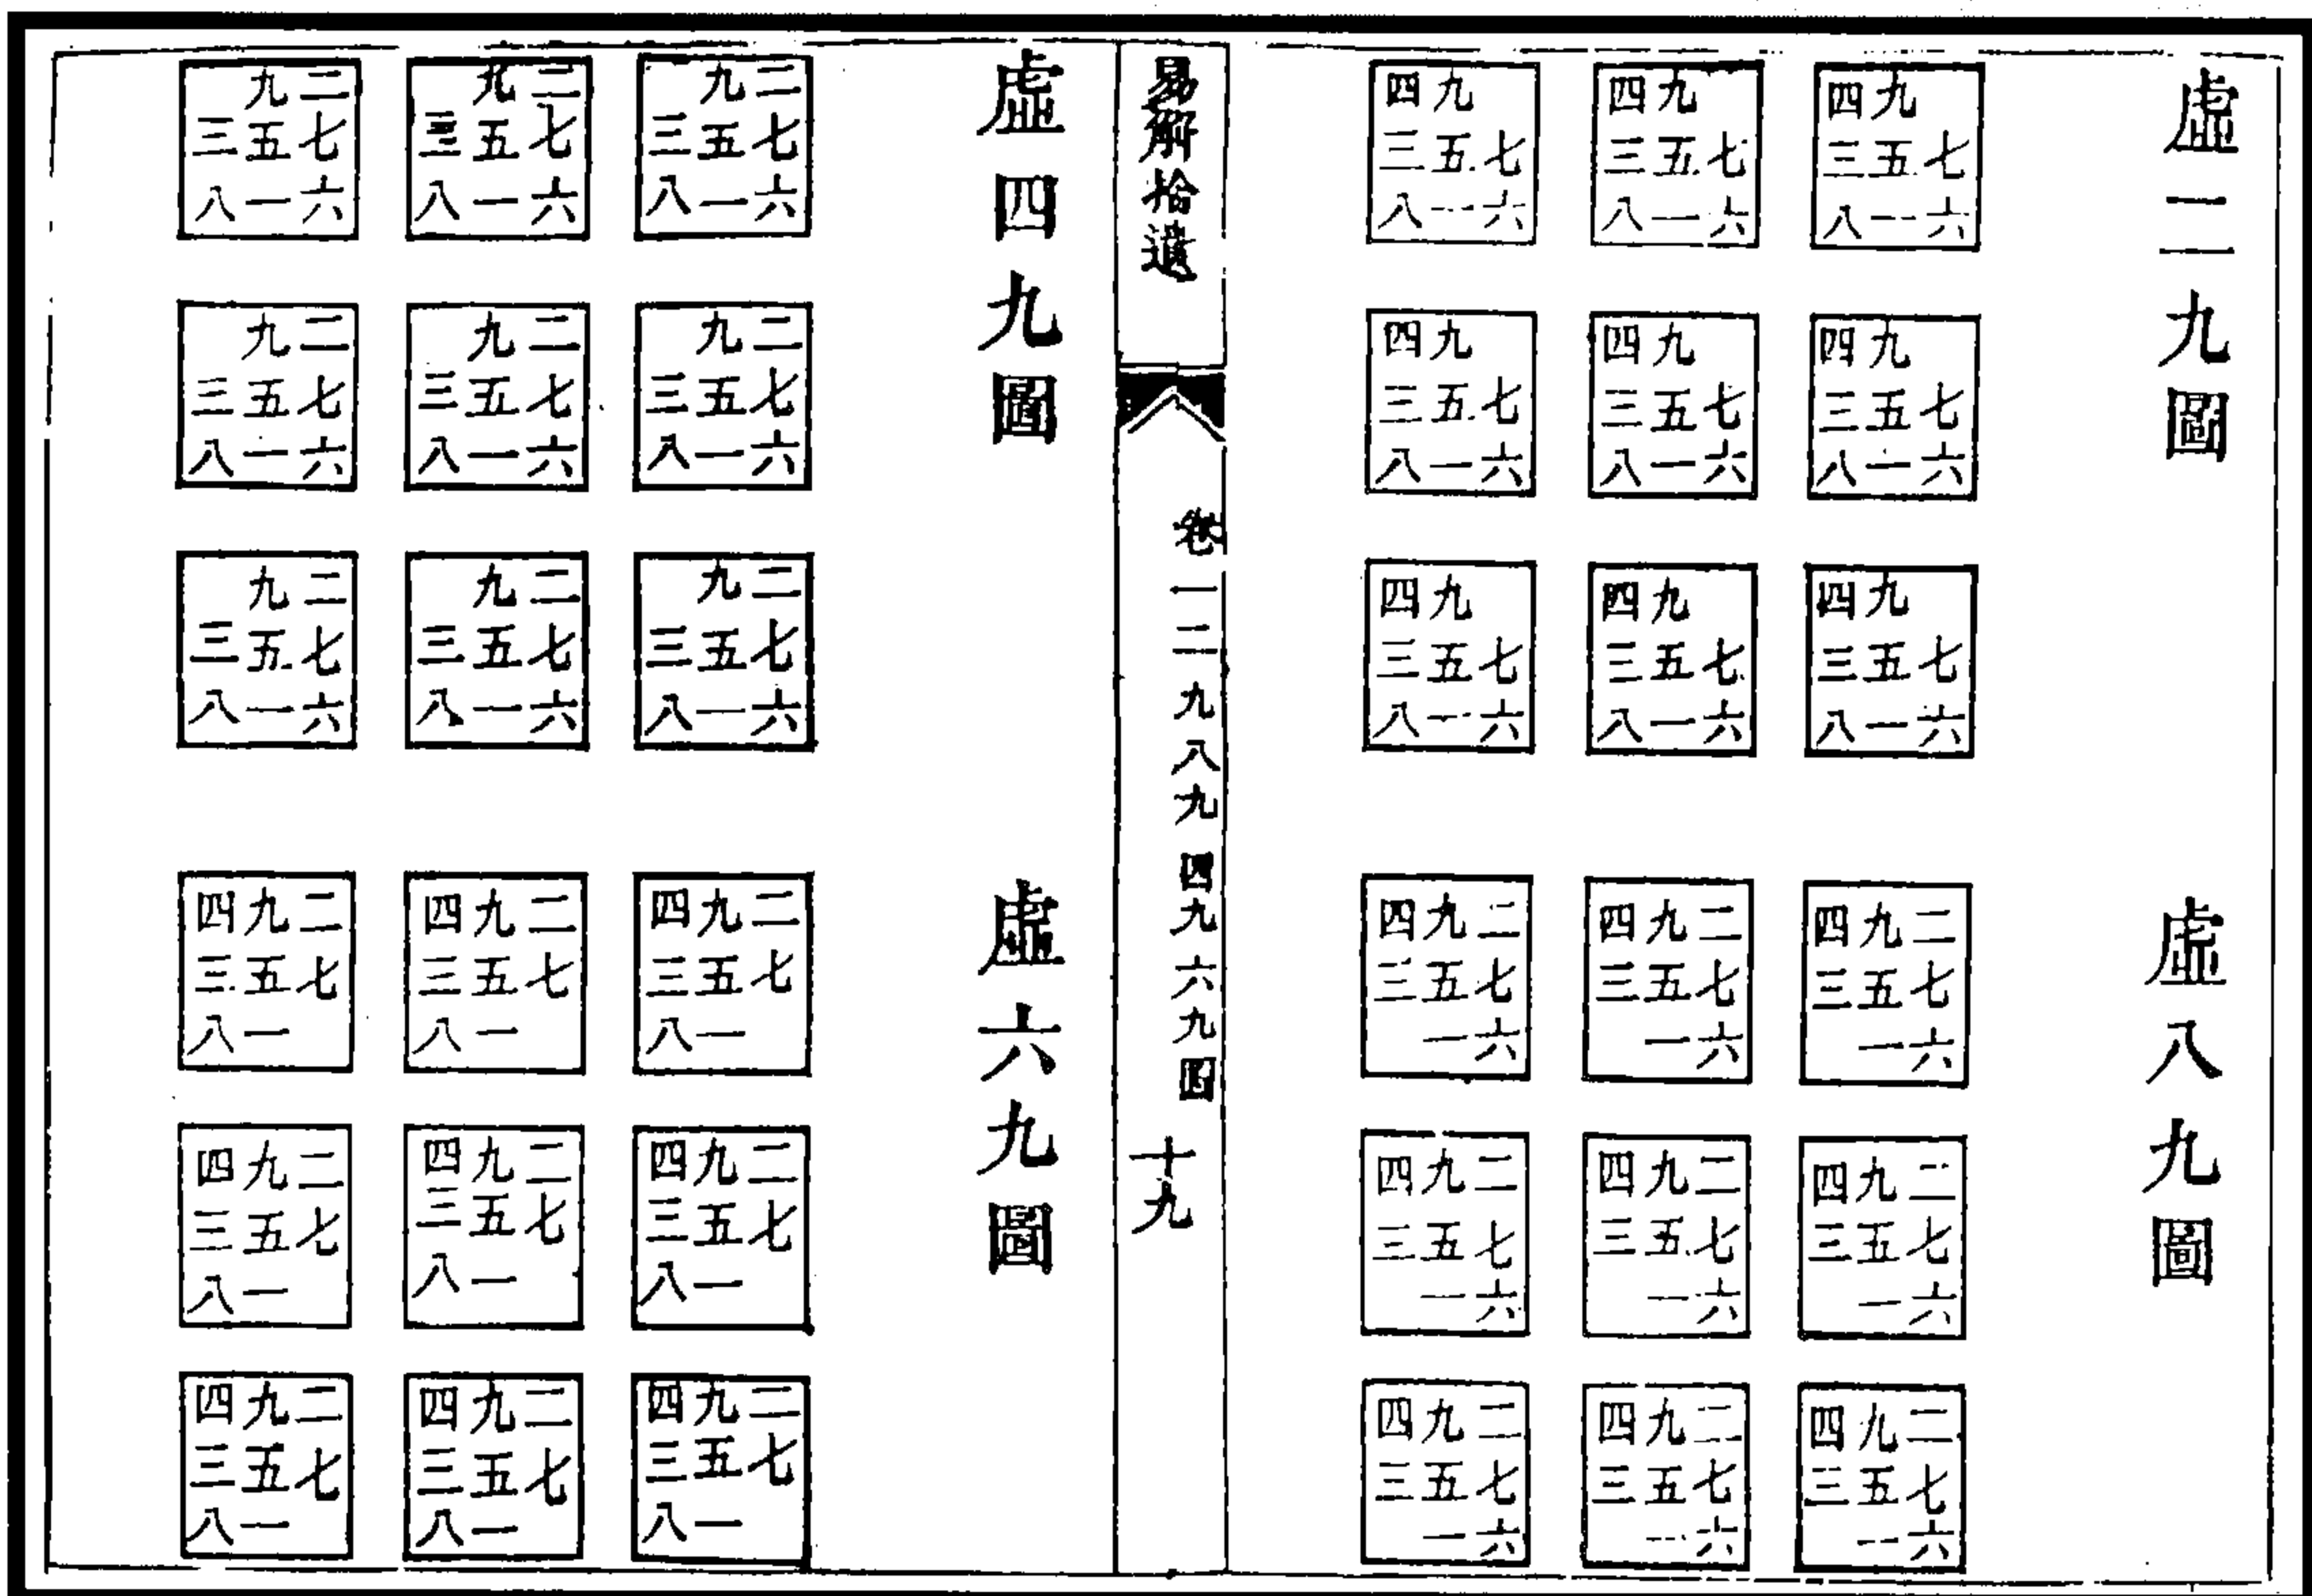 虛二九圖
四九
三五七
八一六
四九
三五七
八一六
四九
三五七
八一六
四九
三五七
八一六
四九
三五七
八一六
四九
三五七
八一六
四九
三五七
八一六
四九
三五七
八一六
四九
三五七
八一六
虛八九圖
四九二
三五七
一六
四九二
三五七
一六
四九二
三五七
一六
四九二
三五七
一六
四九二
三五七
一六
四九二
三五七
一六
四九二
三五七
一六
四九二
三五七
一六
四九二
三五七
一六
易解拾遺
卷一二九八九四九六九圖
十九
虛四九圖
九二
三五七
八一六
九二
三五七
八一六
九二
三五七
八一六
九二
三五七
八一六
九二
三五七
八一六
九二
三五七
八一六
九二
三五七
八一六
九二
三五七
八一六
九二
三五七
八一六
虛六九圖
四九二
三五七
八一
四九二
三五七
八一
四九二
三五七
八一
四九二
三五七
八一
四九二
三五七
八一
四九二
三五七
八一
四九二
三五七
八一
四九二
三五七
八一
四九二
三五七
八一